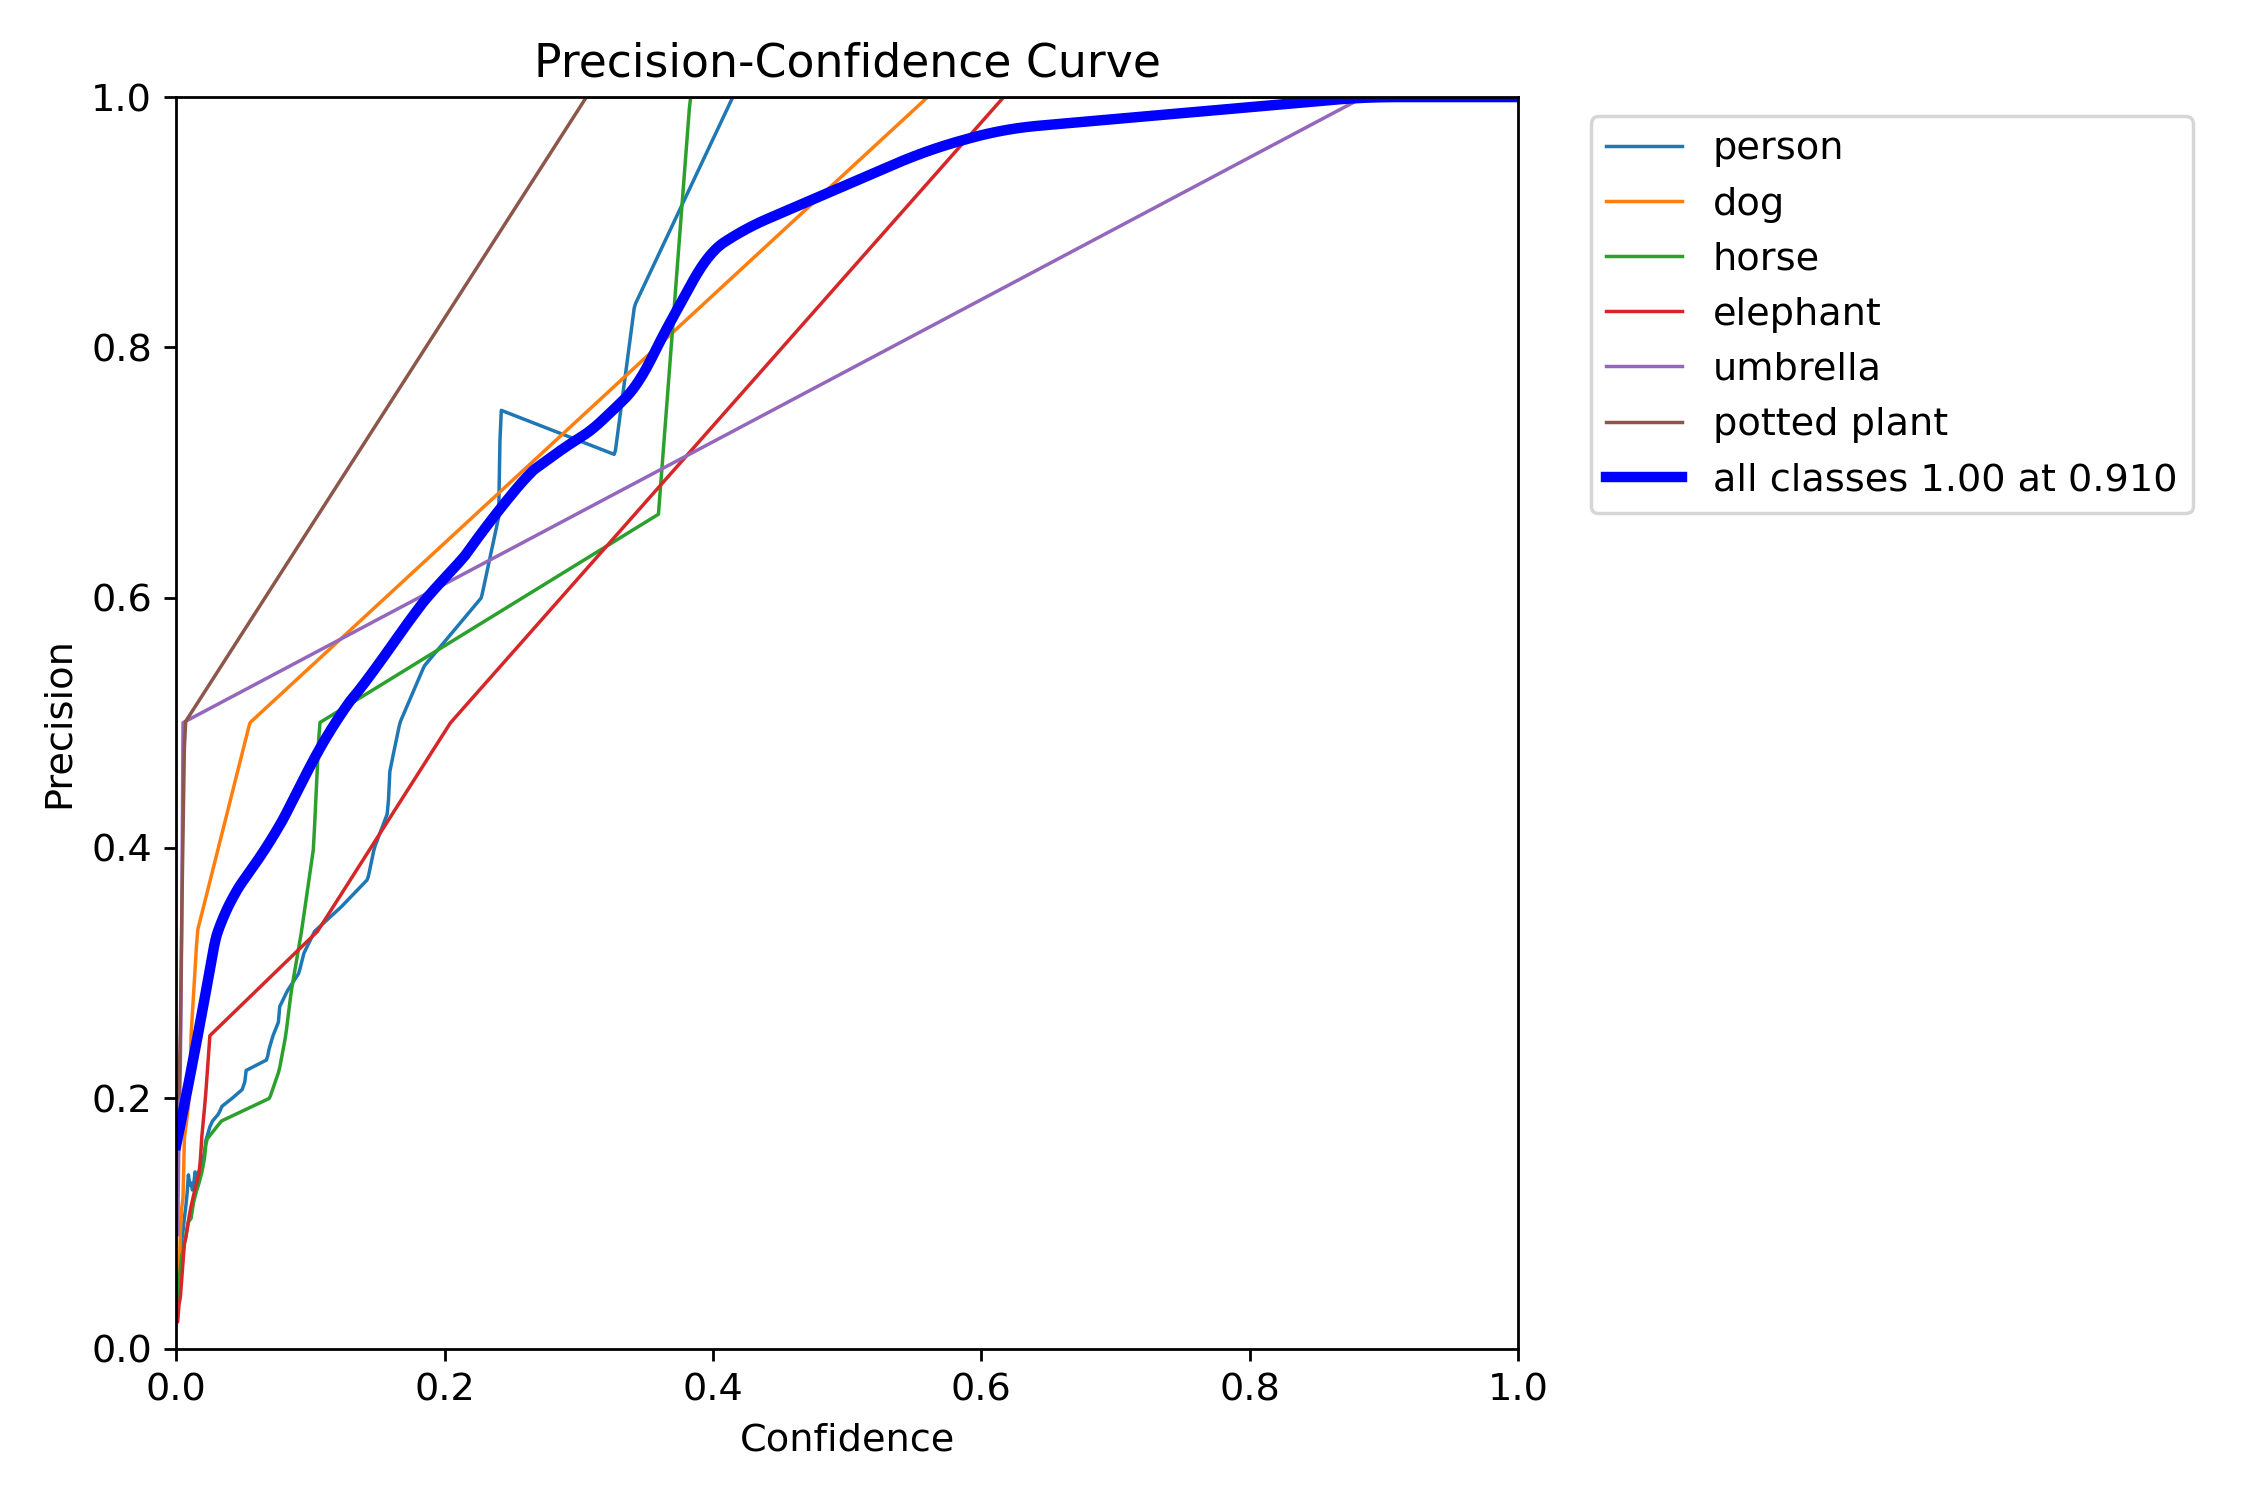 Precision-Confidence Curve
1.0
0.8
0.6
0.4
0.2
0.0
Precision
0.0 0.2 0.4 0.6 0.8 1.0
Confidence
person
dog
horse
elephant
umbrella
potted plant
all classes 1.00 at 0.910